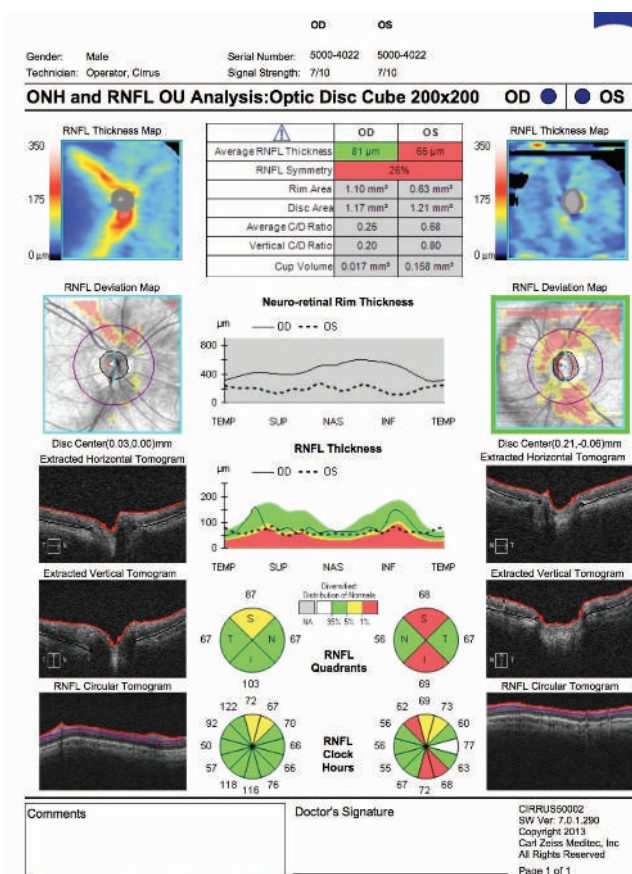 OD OS
Gender: Male Serial Number: 5000-4022 5000-4022
Technician: Operator, Cirrus Signal Strength: 7/10 7/10
ONH and RNFL OU Analysis:Optic Disc Cube 200x200 OD OS
RNFL Thickness Map
350
175
0 µm
OD OS
Average RNFL Thickness 81 µm 65 µm
RNFL Symmetry 26%
Rim Area 1.10 mm² 0.63 mm²
Disc Area 1.17 mm² 1.21 mm²
Average C/D Ratio 0.25 0.68
Vertical C/D Ratio 0.20 0.80
Cup Volume 0.017 mm³ 0.158 mm³
RNFL Thickness Map
350
175
0 µm
RNFL Deviation Map
Disc Center(0.03,0.00)mm
Neuro-retinal Rim Thickness
µm OD OS
800
400
0
TEMP SUP NAS INF TEMP
RNFL Deviation Map
Disc Center(0.21,-0.06)mm
Extracted Horizontal Tomogram
RNFL Thickness
µm OD OS
200
100
0
TEMP SUP NAS INF TEMP
Extracted Horizontal Tomogram
N T
Extracted Vertical Tomogram
Diversified:
Distribution of Normals
NA 95% 5% 1%
87
S
67 T N 67
I
103
RNFL
Quadrants
68
S
56 N T 67
I
69
Extracted Vertical Tomogram
RNFL Circular Tomogram
72
122 67
92 70
50 66
57 66
118 76
116
RNFL
Clock
Hours
69
62 73
56 60
56 77
55 63
67 68
72
RNFL Circular Tomogram
Comments
Doctor's Signature
CIRRUS50002
SW Ver: 7.0.1.290
Copyright 2013
Carl Zeiss Meditec, Inc
All Rights Reserved
Page 1 of 1